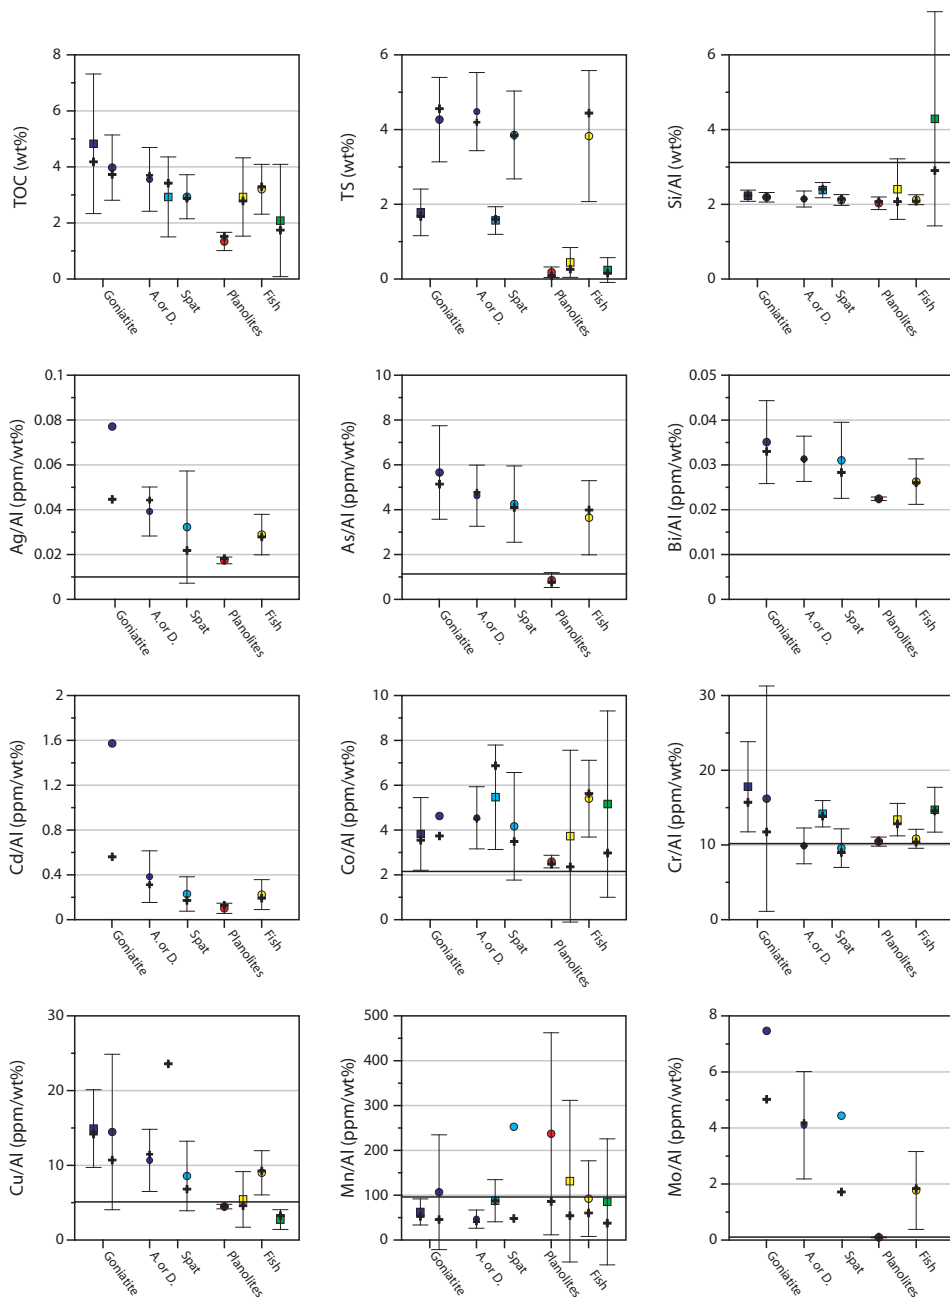 TOC (wt%)
8
6
4
2
0
Goniatite
A. or D.
Spat
Planolites
Fish
TS (wt%)
6
4
2
0
Goniatite
A. or D.
Spat
Planolites
Fish
Si/Al (wt%)
6
4
2
0
Goniatite
A. or D.
Spat
Planolites
Fish
Ag/Al (ppm/wt%)
0.1
0.08
0.06
0.04
0.02
0
Goniatite
A. or D.
Spat
Planolites
Fish
As/Al (ppm/wt%)
10
8
6
4
2
0
Goniatite
A. or D.
Spat
Planolites
Fish
Bi/Al (ppm/wt%)
0.05
0.04
0.03
0.02
0.01
0
Goniatite
A. or D.
Spat
Planolites
Fish
Cd/Al (ppm/wt%)
2
1.6
1.2
0.8
0.4
0
Goniatite
A. or D.
Spat
Planolites
Fish
Co/Al (ppm/wt%)
10
8
6
4
2
0
Goniatite
A. or D.
Spat
Planolites
Fish
Cr/Al (ppm/wt%)
30
20
10
0
Goniatite
A. or D.
Spat
Planolites
Fish
Cu/Al (ppm/wt%)
30
20
10
0
Goniatite
A. or D.
Spat
Planolites
Fish
Mn/Al (ppm/wt%)
500
400
300
200
100
0
Goniatite
A. or D.
Spat
Planolites
Fish
Mo/Al (ppm/wt%)
8
6
4
2
0
Goniatite
A. or D.
Spat
Planolites
Fish